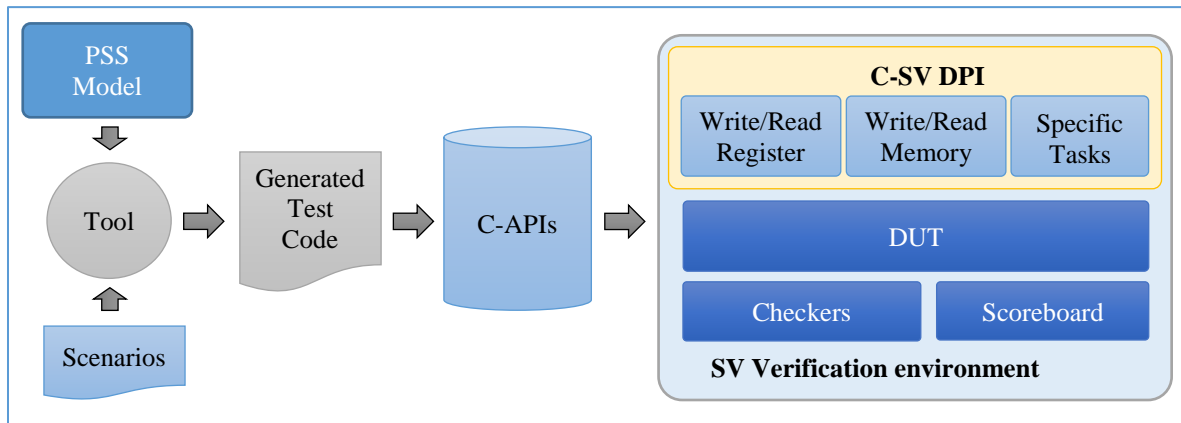 PSS
Model
Tool
Scenarios
Generated
Test
Code
C-APIs
C-SV DPI
Write/Read
Register
Write/Read
Memory
Specific
Tasks
DUT
Checkers
Scoreboard
SV Verification environment